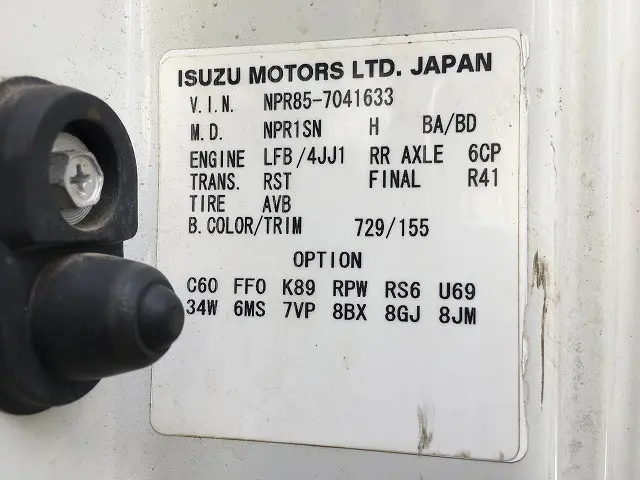 ISUZU MOTORS LTD. JAPAN
V.I.N. NPR85-7041633
M.D. NPR1SN H BA/BD
ENGINE LFB/4JJ1 RR AXLE 6CP
TRANS. RST FINAL R41
TIRE AVB
B.COLOR/TRIM 729/155
OPTION
C60 FF0 K89 RPW RS6 U69
34W 6MS 7VP 8BX 8GJ 8JM